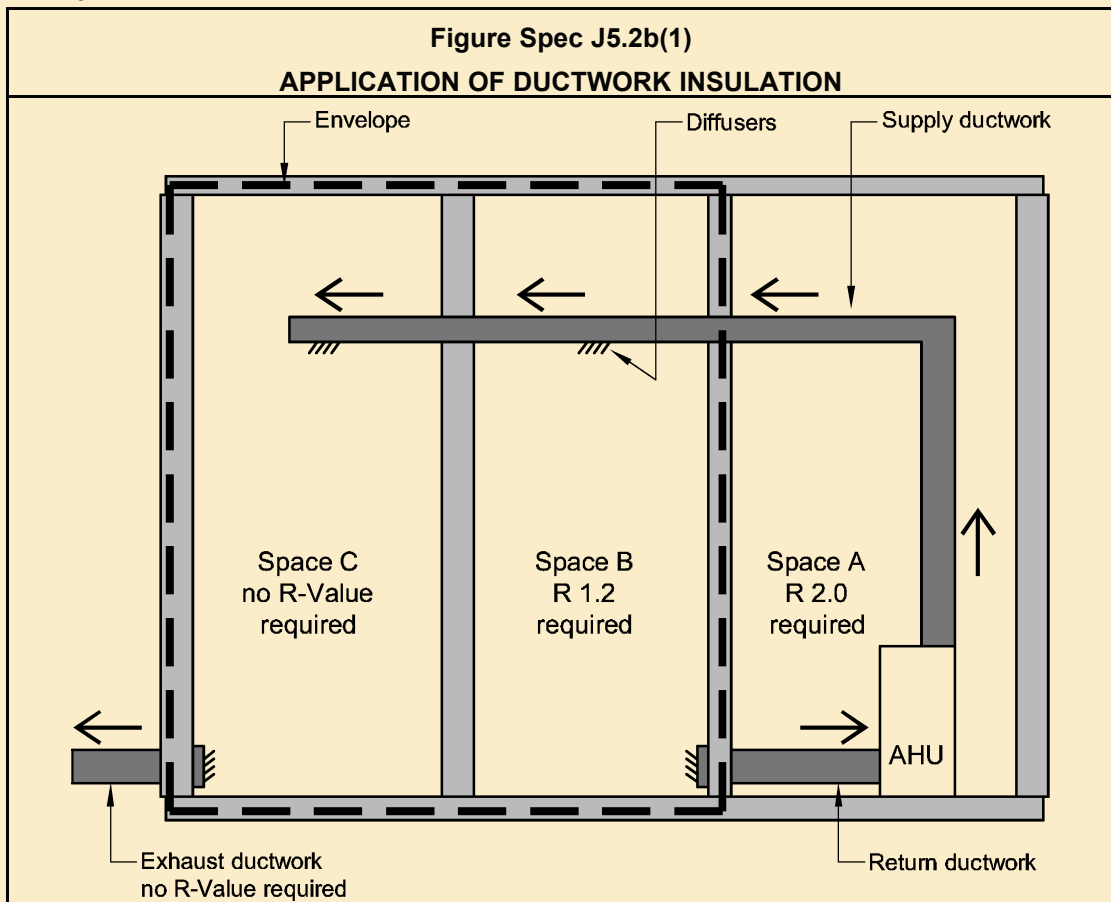 Figure Spec J5.2b(1)
APPLICATION OF DUCTWORK INSULATION
Envelope
Diffusers
Supply ductwork
Space C
no R-Value
required
Space B
R 1.2
required
Space A
R 2.0
required
AHU
Exhaust ductwork
no R-Value required
Return ductwork